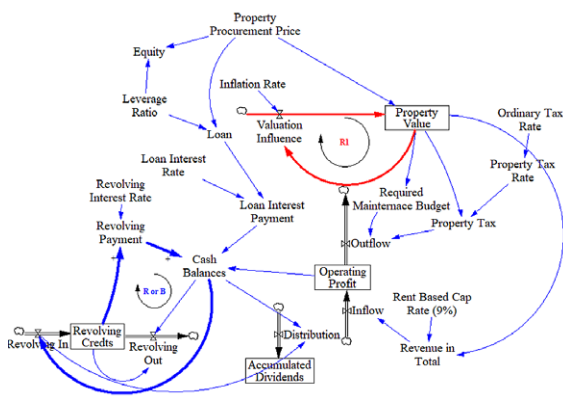 Property
Procurement Price
Equity
Inflation Rate
Leverage
Ratio
Loan
Valuation
Influence
R1
Property
Value
Ordinary Tax
Rate
Loan Interest
Rate
Property Tax
Rate
Revolving
Interest Rate
Loan Interest
Payment
Required
Mainternace Budget
Property Tax
Revolving
Payment
Cash
Balances
Outflow
Operating
Profit
R or B
Rent Based Cap
Rate (9%)
Inflow
Revolving In
Revolving
Credts
Revolving
Out
Distribution
Revenue in
Total
Accumulated
Dividends
+
+